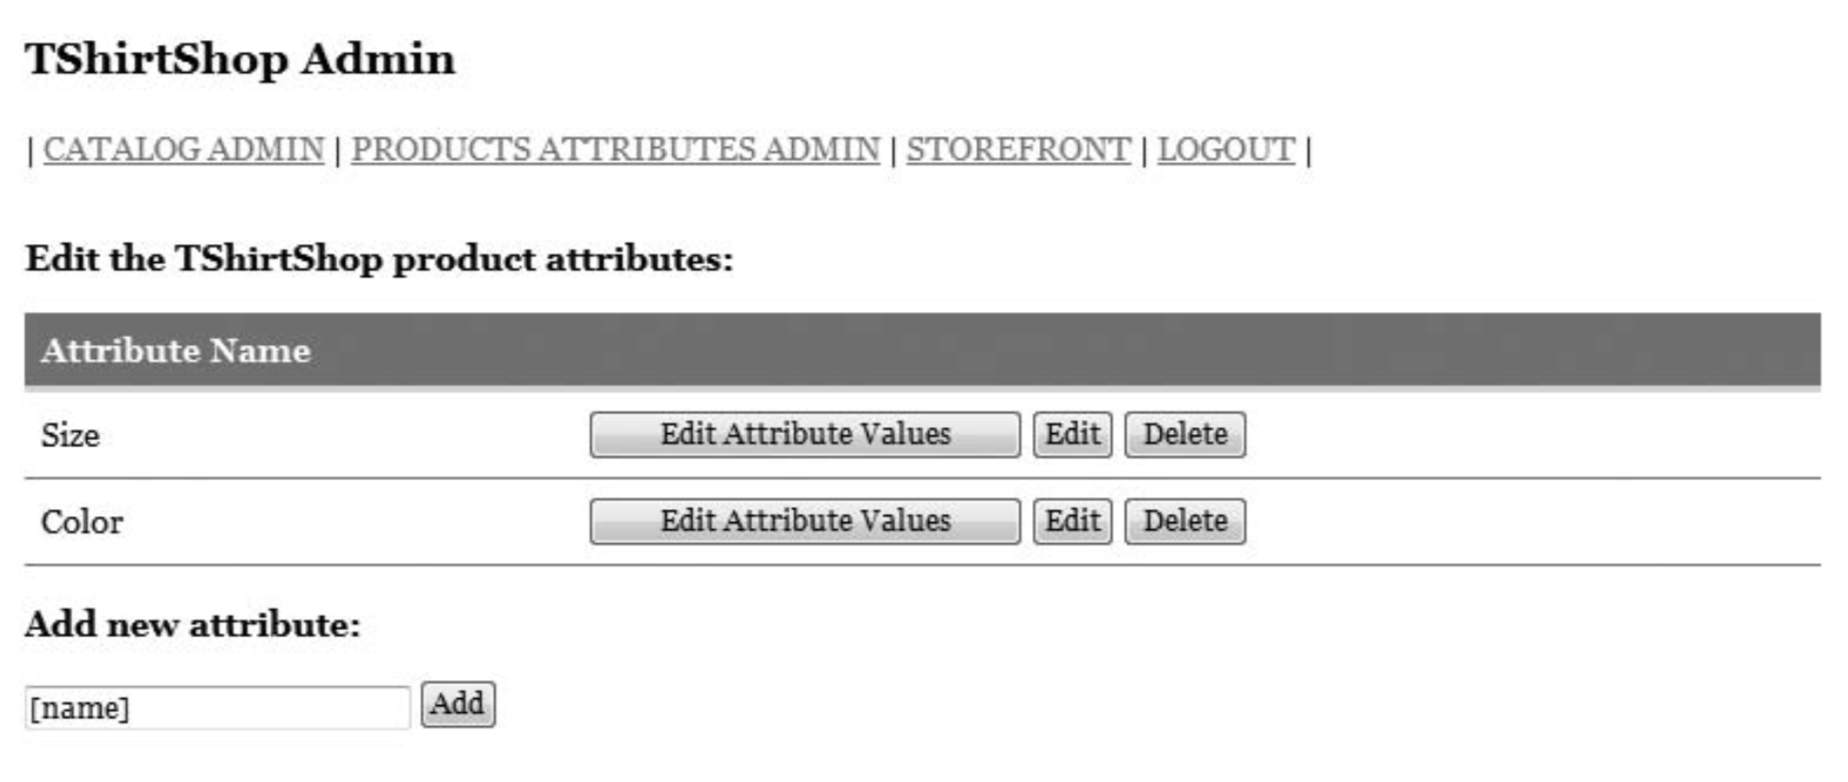 TShirtShop Admin
| CATALOG ADMIN | PRODUCTS ATTRIBUTES ADMIN | STOREFRONT | LOGOUT |
Edit the TShirtShop product attributes:
Attribute Name
Size Edit Attribute Values Edit Delete
Color Edit Attribute Values Edit Delete
Add new attribute:
[name] Add